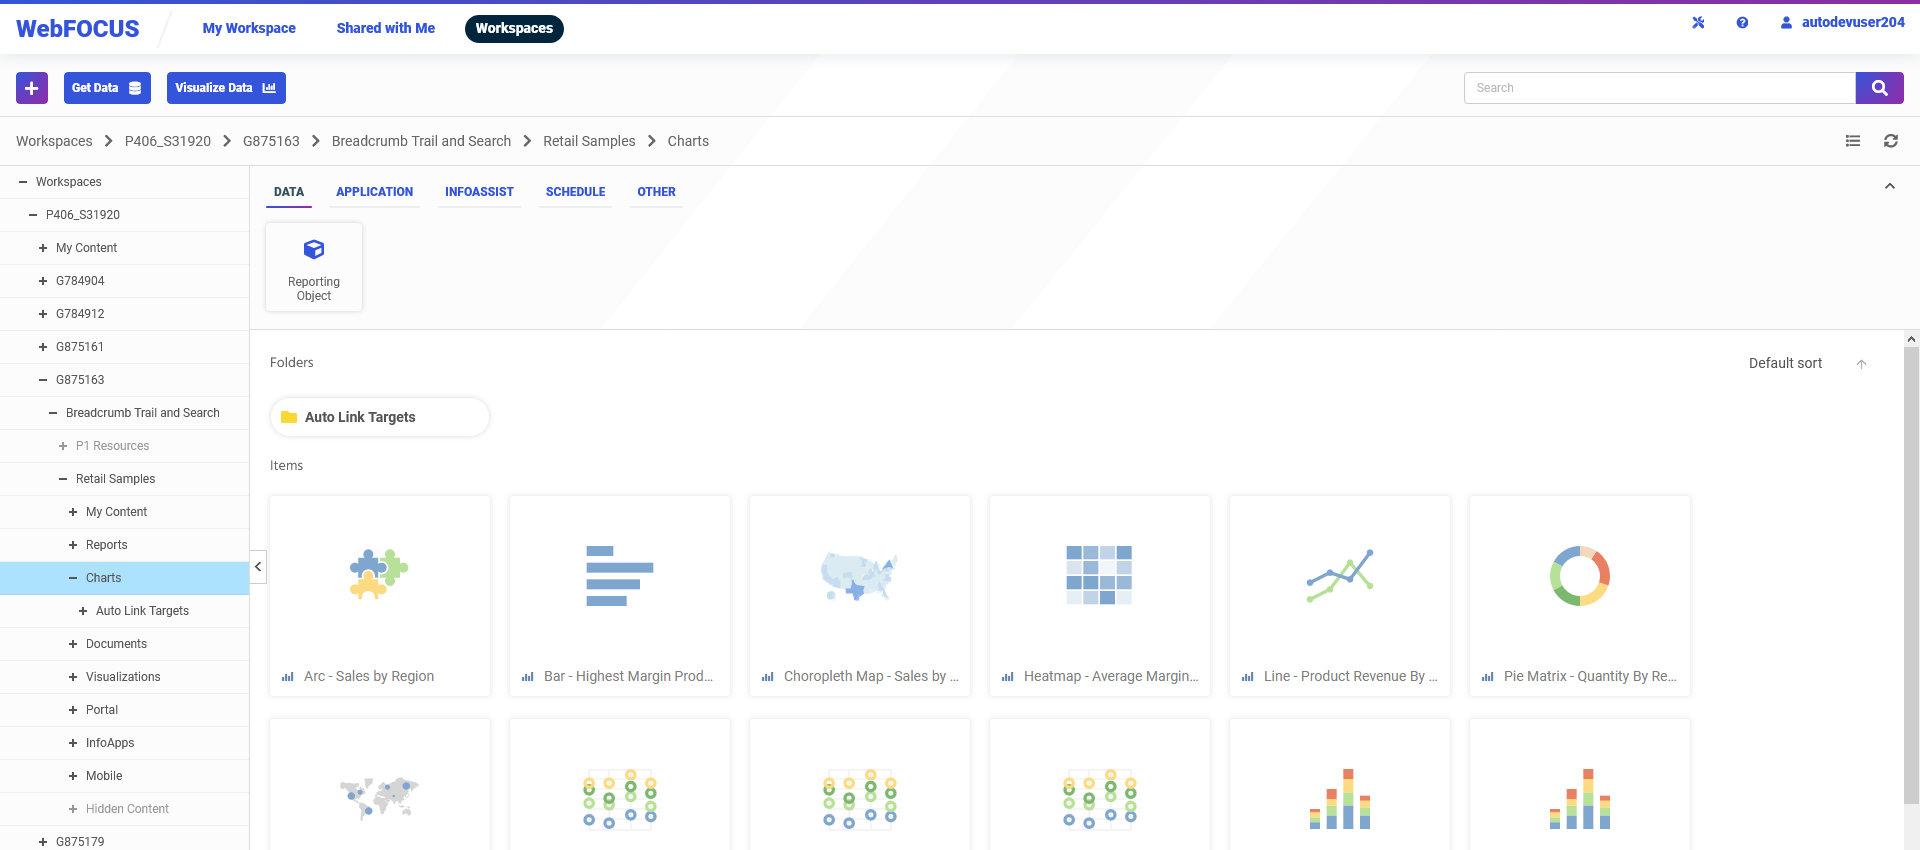 WebFOCUS
My Workspace
Shared with Me
Workspaces
autodevuser204
Get Data
Visualize Data
Search
Workspaces
P406_S31920
G875163
Breadcrumb Trail and Search
Retail Samples
Charts
Workspaces
P406_S31920
My Content
G784904
G784912
G875161
G875163
Breadcrumb Trail and Search
P1 Resources
Retail Samples
My Content
Reports
Charts
Auto Link Targets
Documents
Visualizations
Portal
InfoApps
Mobile
Hidden Content
G875179
DATA
APPLICATION
INFOASSIST
SCHEDULE
OTHER
Reporting
Object
Folders
Default sort
Auto Link Targets
Items
Arc - Sales by Region
Bar - Highest Margin Prod...
Choropleth Map - Sales by ...
Heatmap - Average Margin...
Line - Product Revenue By ...
Pie Matrix - Quantity By Re...